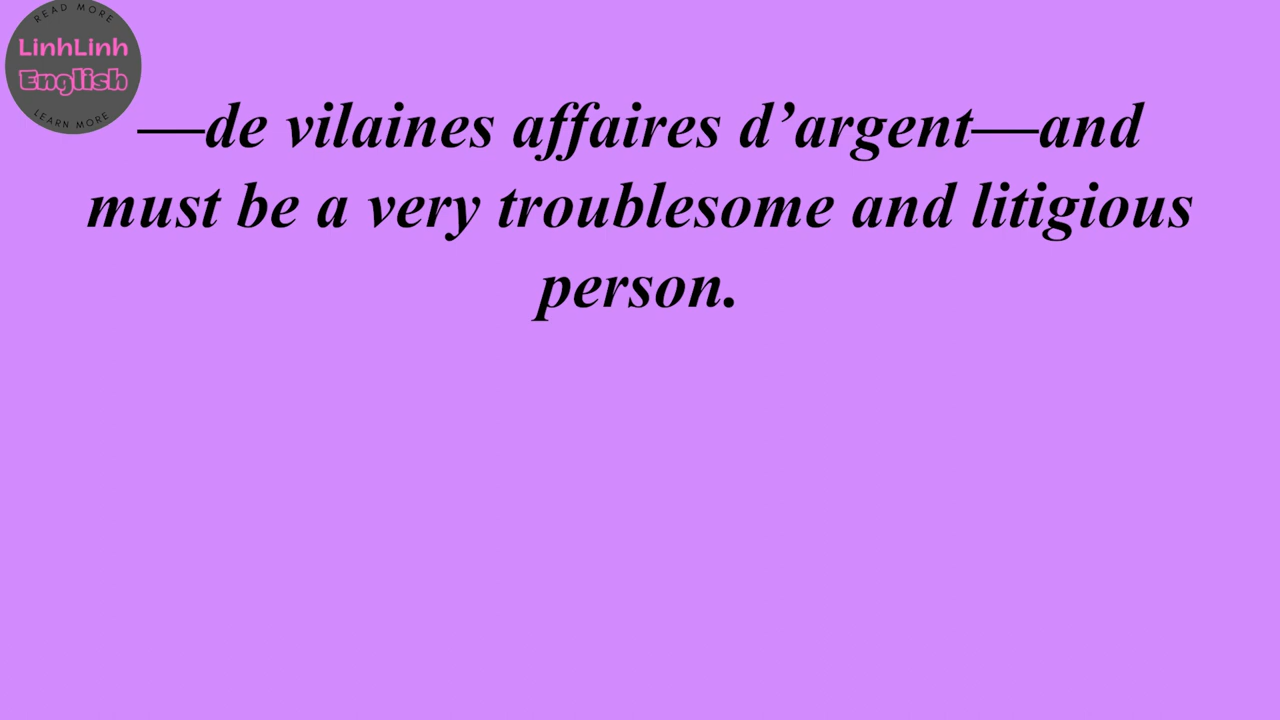 READ MORE
LinhLinh
English
LEARN MORE
—de vilaines affaires d’argent—and
must be a very troublesome and litigious
person.